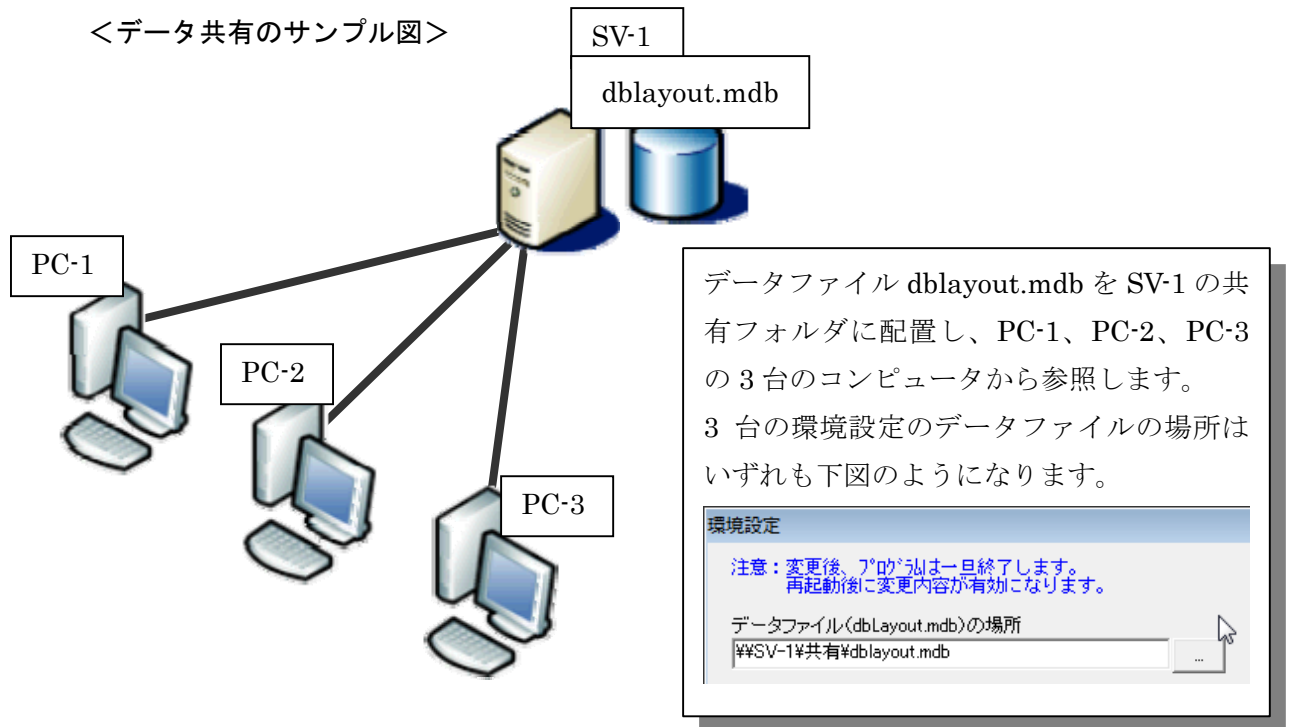 ＜データ共有のサンプル図＞
SV-1
dblayout.mdb
PC-1
PC-2
PC-3
データファイル dblayout.mdb を SV-1 の共
有フォルダに配置し、PC-1、PC-2、PC-3
の 3 台のコンピュータから参照します。
3 台の環境設定のデータファイルの場所は
いずれも下図のようになります。
環境設定
注意：変更後、ﾌﾟﾛｸﾞﾗﾑは一旦終了します。
再起動後に変更内容が有効になります。
データファイル(dbLayout.mdb)の場所
¥¥SV-1¥共有¥dblayout.mdb
...